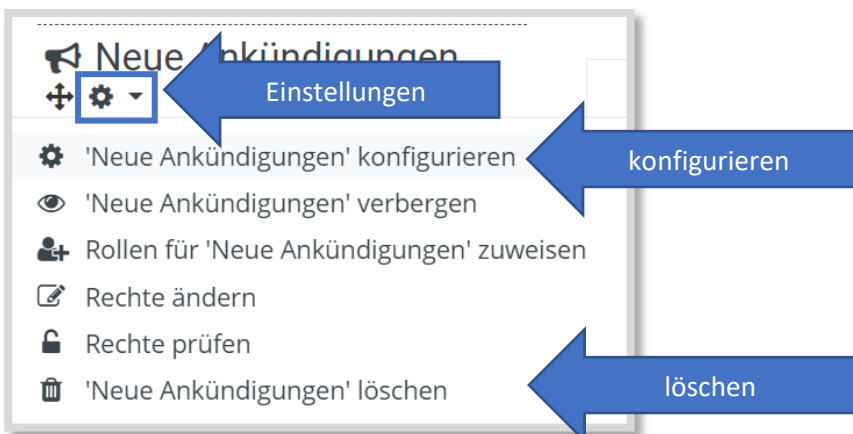 Neue Ankündigungen
Einstellungen
'Neue Ankündigungen' konfigurieren
konfigurieren
'Neue Ankündigungen' verbergen
Rollen für 'Neue Ankündigungen' zuweisen
Rechte ändern
Rechte prüfen
'Neue Ankündigungen' löschen
löschen